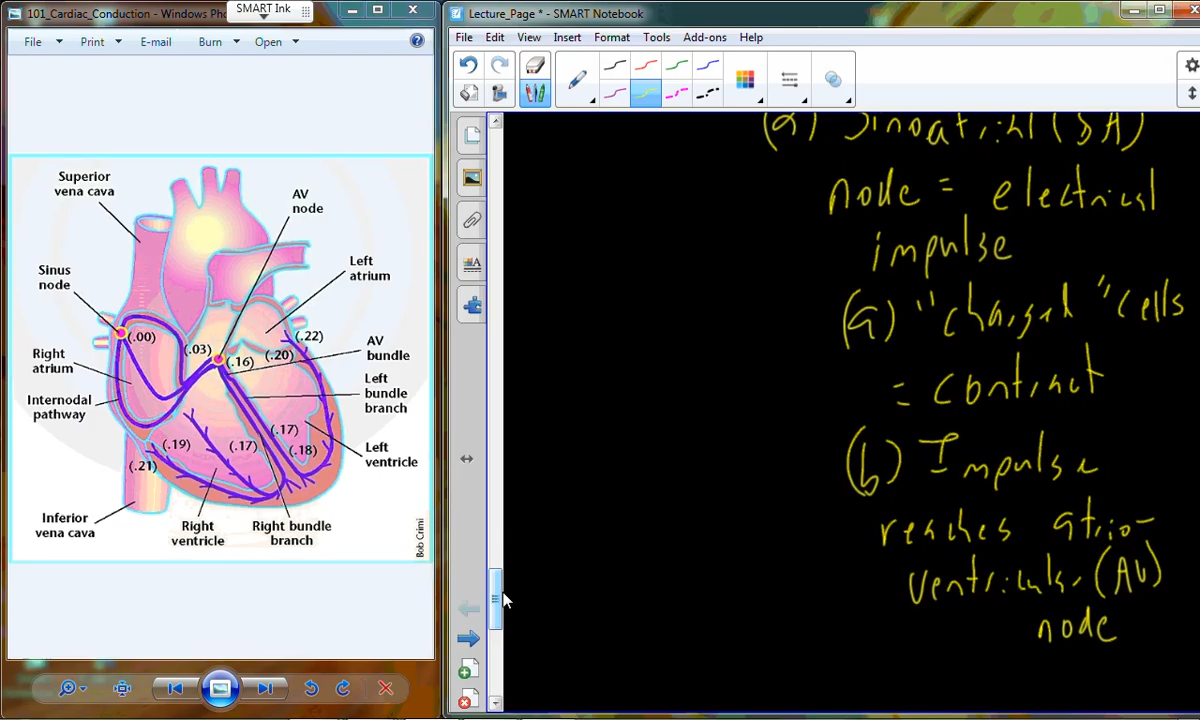 101_Cardiac_Conduction - Windows Pho
SMART Ink
File Print E-mail Burn Open
Superior
vena cava
AV
node
Sinus
node
Left
atrium
(.00)
(.03)
(.16)
(.20)
(.22)
AV
bundle
Right
atrium
Left
bundle
branch
Internodal
pathway
(.19)
(.17)
(.17)
(.18)
(.21)
Left
ventricle
Inferior
vena cava
Right
ventricle
Right bundle
branch
Bob Crimi
Lecture_Page * - SMART Notebook
File Edit View Insert Format Tools Add-ons Help
(a) Sinoatrial (SA)
node = electrical
impulse
(a) "charged" cells
= contract
(b) Impulse
reaches atrio-
ventricular (AV)
node